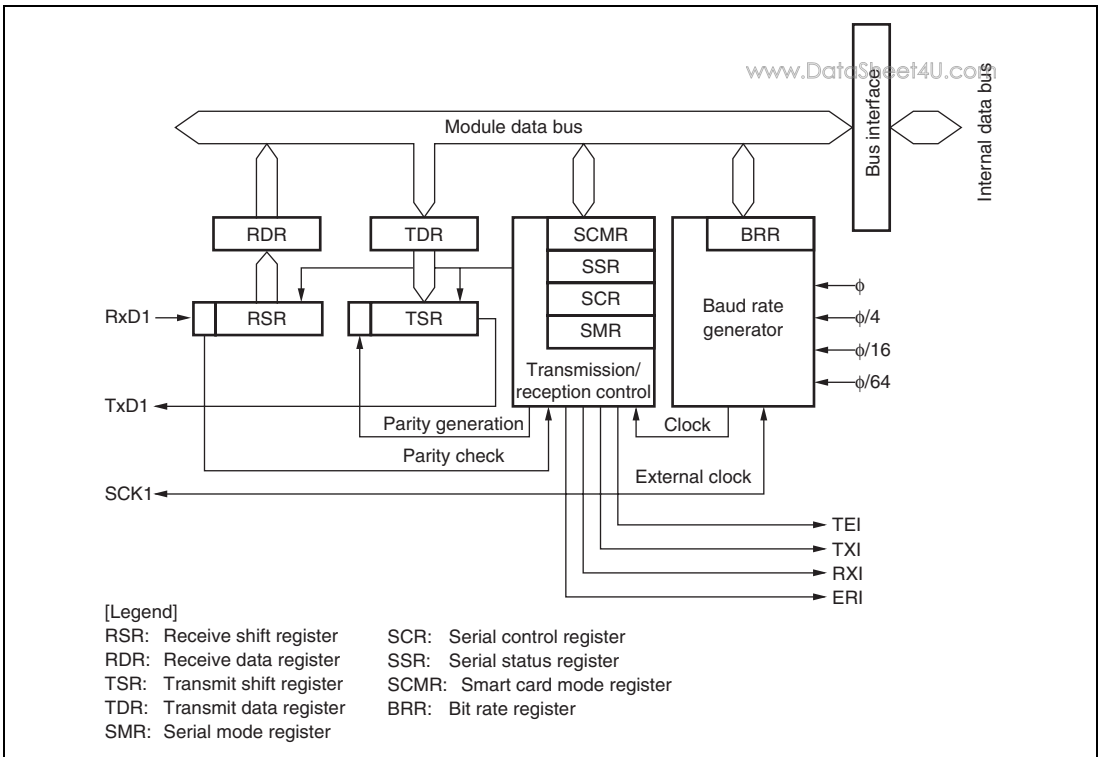 www.DataSheet4U.com
Module data bus
Bus interface
Internal data bus
RDR
TDR
SCMR
BRR
SSR
SCR
SMR
RxD1
RSR
TSR
Baud rate
generator
ϕ
ϕ/4
ϕ/16
ϕ/64
Transmission/
reception control
TxD1
Parity generation
Clock
Parity check
External clock
SCK1
TEI
TXI
RXI
ERI
[Legend]
RSR: Receive shift register
RDR: Receive data register
TSR: Transmit shift register
TDR: Transmit data register
SMR: Serial mode register
SCR: Serial control register
SSR: Serial status register
SCMR: Smart card mode register
BRR: Bit rate register